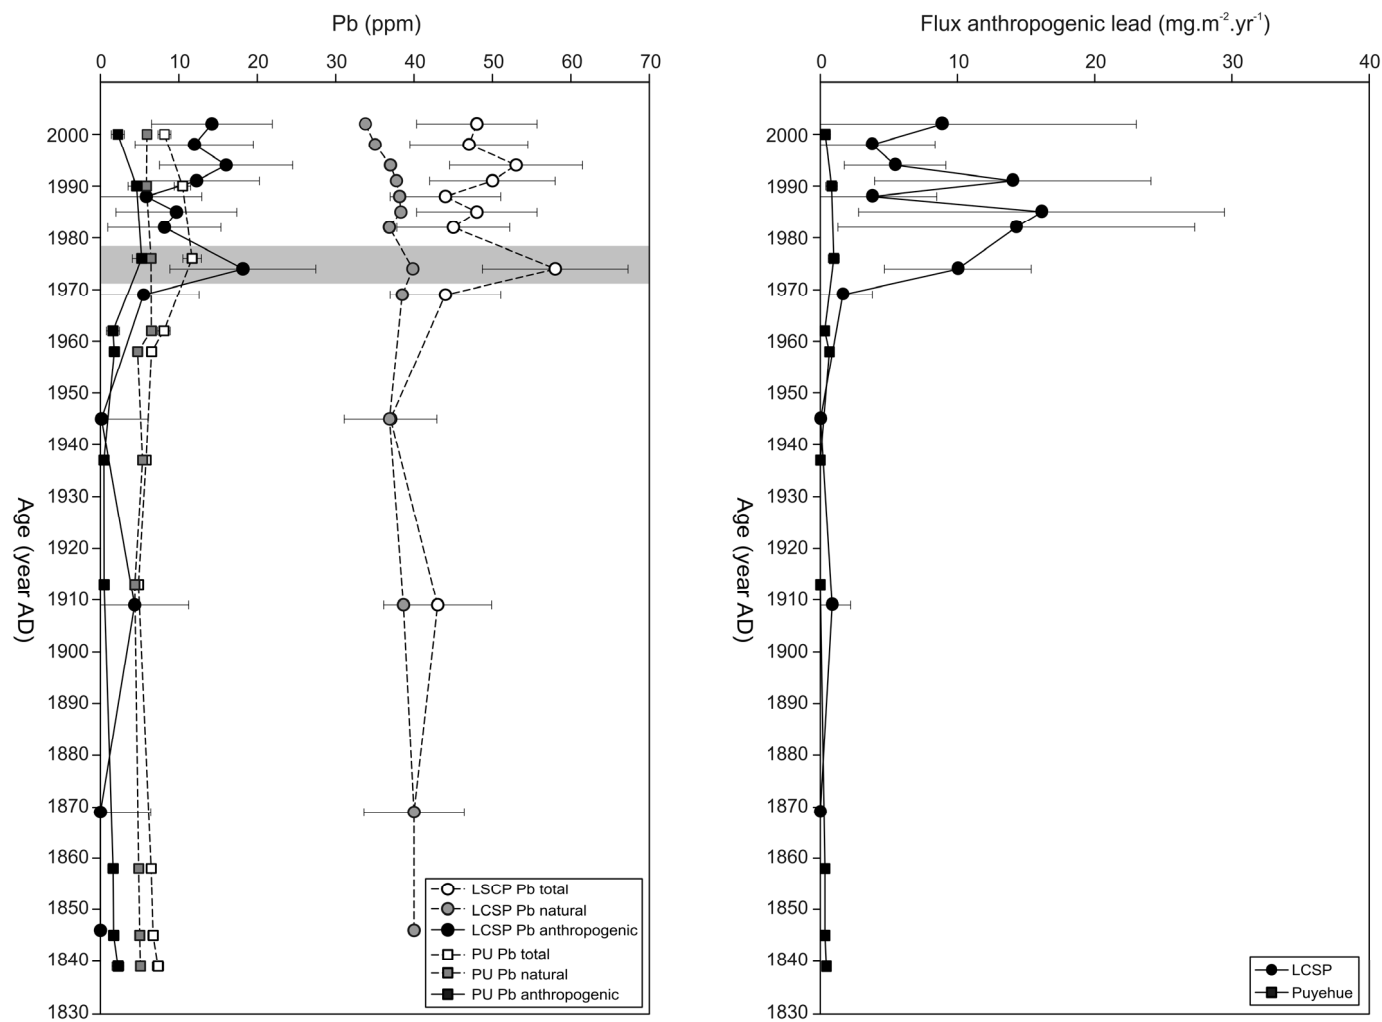 Pb (ppm)
0 10 20 30 40 50 60 70
2000
1990
1980
1970
1960
1950
1940
1930
1920
1910
1900
1890
1880
1870
1860
1850
1840
1830
Age (year AD)
LSCP Pb total
LCSP Pb natural
LCSP Pb anthropogenic
PU Pb total
PU Pb natural
PU Pb anthropogenic
Flux anthropogenic lead (mg.m⁻².yr⁻¹)
0 10 20 30 40
2000
1990
1980
1970
1960
1950
1940
1930
1920
1910
1900
1890
1880
1870
1860
1850
1840
1830
Age (year AD)
LCSP
Puyehue